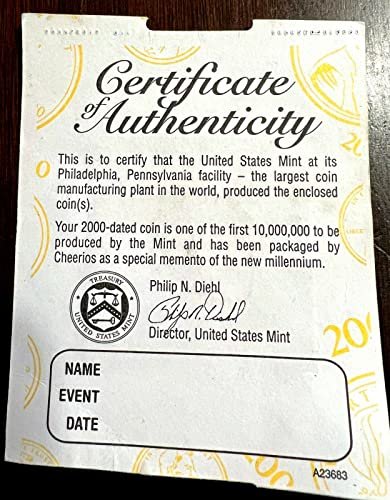 Certificate
of Authenticity
This is to certify that the United States Mint at its
Philadelphia, Pennsylvania facility – the largest coin
manufacturing plant in the world, produced the enclosed
coin(s).
Your 2000-dated coin is one of the first 10,000,000 to be
produced by the Mint and has been packaged by
Cheerios as a special memento of the new millennium.
TREASURY
UNITED STATES MINT
Philip N. Diehl
Philip N. Diehl
Director, United States Mint
NAME
EVENT
DATE
A23683